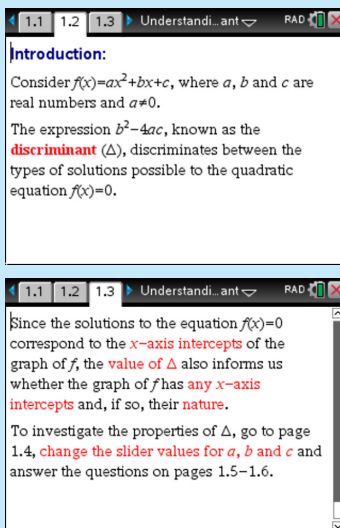 1.1 1.2 1.3 Understandi...ant RAD
Introduction:
Consider f(x)=ax²+bx+c, where a, b and c are
real numbers and a≠0.
The expression b²−4ac, known as the
discriminant (Δ), discriminates between the
types of solutions possible to the quadratic
equation f(x)=0.
1.1 1.2 1.3 Understandi...ant RAD
Since the solutions to the equation f(x)=0
correspond to the x−axis intercepts of the
graph of f, the value of Δ also informs us
whether the graph of f has any x−axis
intercepts and, if so, their nature.
To investigate the properties of Δ, go to page
1.4, change the slider values for a, b and c and
answer the questions on pages 1.5−1.6.